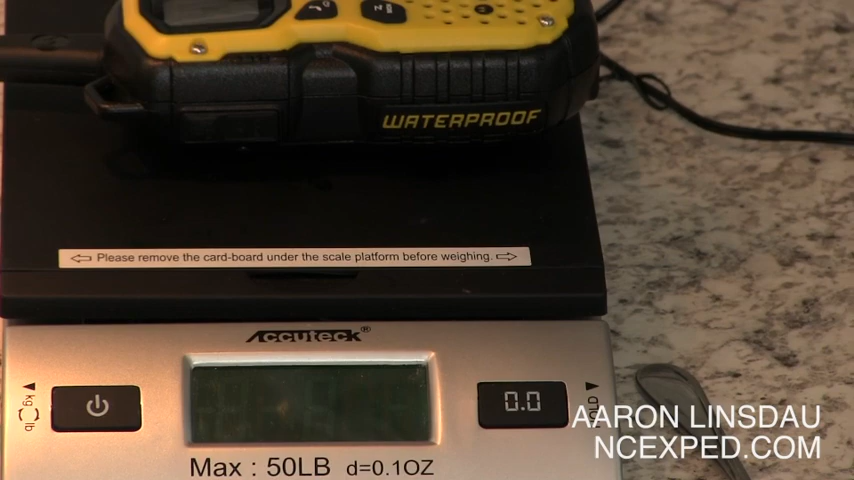 WATERPROOF
Please remove the card-board under the scale platform before weighing.
Accuteck®
kg
lb
0.0
Max : 50LB d=0.1OZ
AARON LINSDAU
NCEXPED.COM